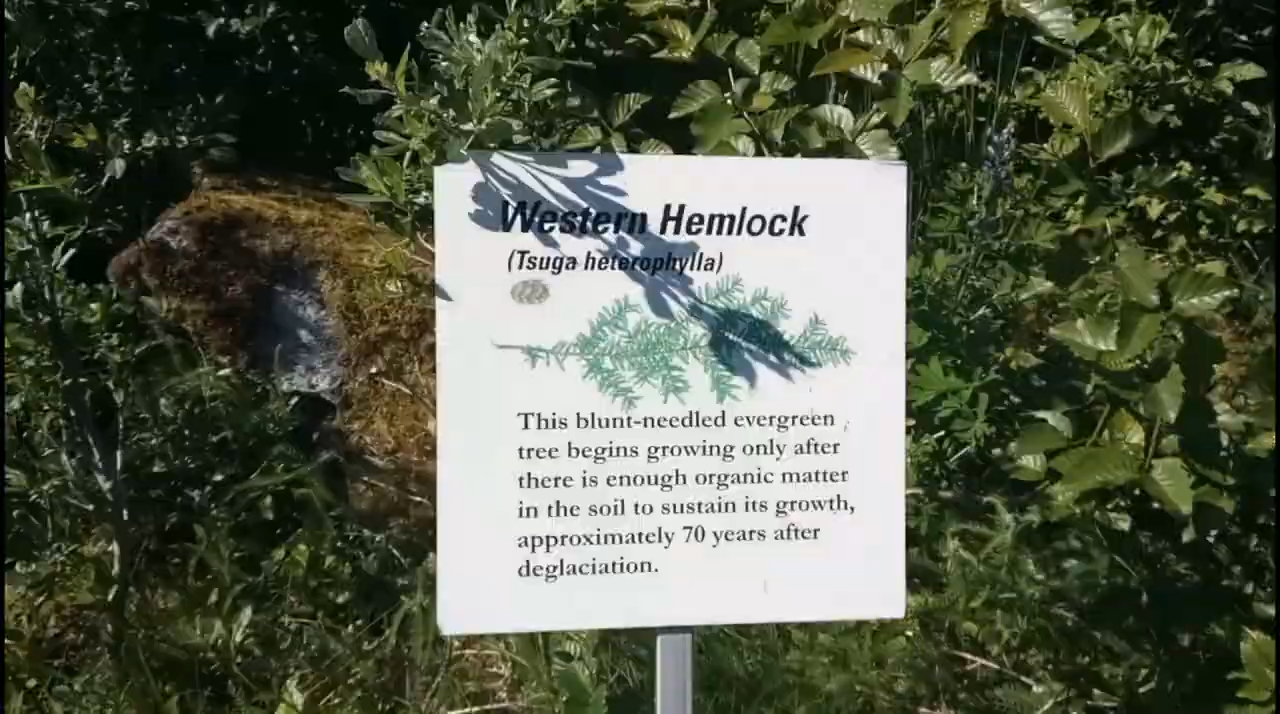 Western Hemlock
(Tsuga heterophylla)
This blunt-needled evergreen
tree begins growing only after
there is enough organic matter
in the soil to sustain its growth,
approximately 70 years after
deglaciation.